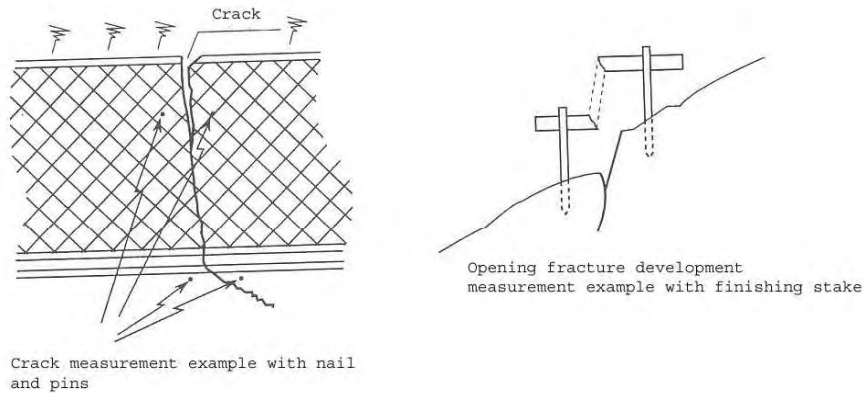 Crack
Crack measurement example with nail
and pins
Opening fracture development
measurement example with finishing stake